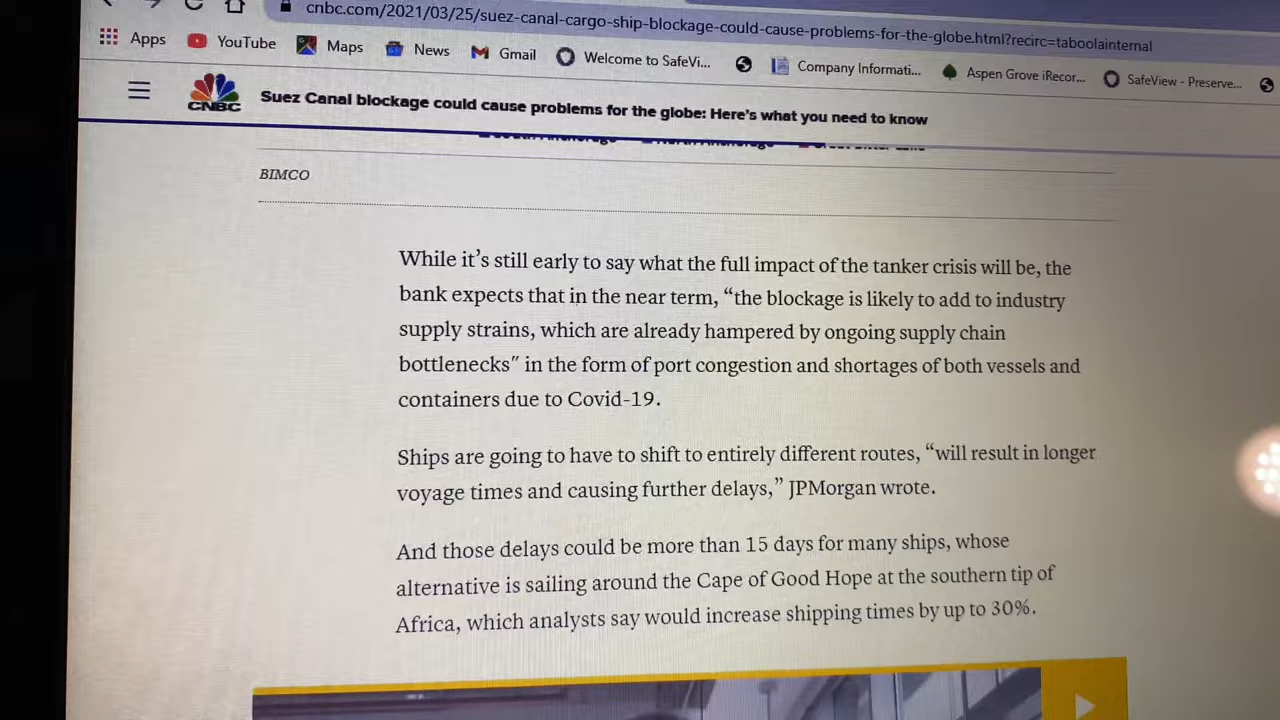 cnbc.com/2021/03/25/suez-canal-cargo-ship-blockage-could-cause-problems-for-the-globe.html?recirc=taboolainternal
Apps YouTube Maps News Gmail Welcome to SafeVi... Company Informati... Aspen Grove iRecor... SafeView - Preserve...
CNBC
Suez Canal blockage could cause problems for the globe: Here's what you need to know
BIMCO
While it's still early to say what the full impact of the tanker crisis will be, the
bank expects that in the near term, “the blockage is likely to add to industry
supply strains, which are already hampered by ongoing supply chain
bottlenecks” in the form of port congestion and shortages of both vessels and
containers due to Covid-19.
Ships are going to have to shift to entirely different routes, “will result in longer
voyage times and causing further delays,” JPMorgan wrote.
And those delays could be more than 15 days for many ships, whose
alternative is sailing around the Cape of Good Hope at the southern tip of
Africa, which analysts say would increase shipping times by up to 30%.